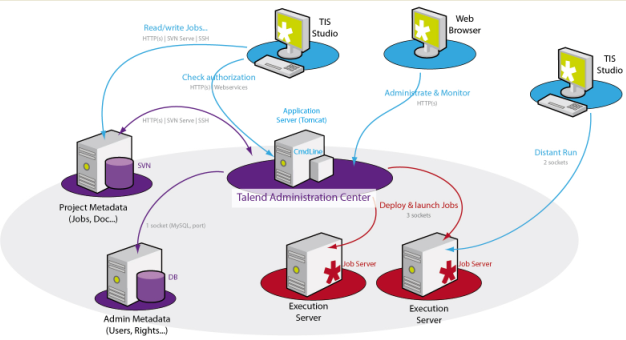 Read/write Jobs...
HTTP(s) | SVN Serve | SSH
TIS
Studio
Web
Browser
TIS
Studio
Check authorization
HTTP(s) Webservices
Administrate & Monitor
HTTP(s)
HTTP(s) | SVN Serve | SSH
Application
Server (Tomcat)
CmdLine
Distant Run
2 sockets
SVN
Talend Administration Center
Project Metadata
(Jobs, Doc...)
Deploy & launch Jobs
3 sockets
1 socket (MySQL, port)
DB
Job Server
Job Server
Admin Metadata
(Users, Rights...)
Execution
Server
Execution
Server